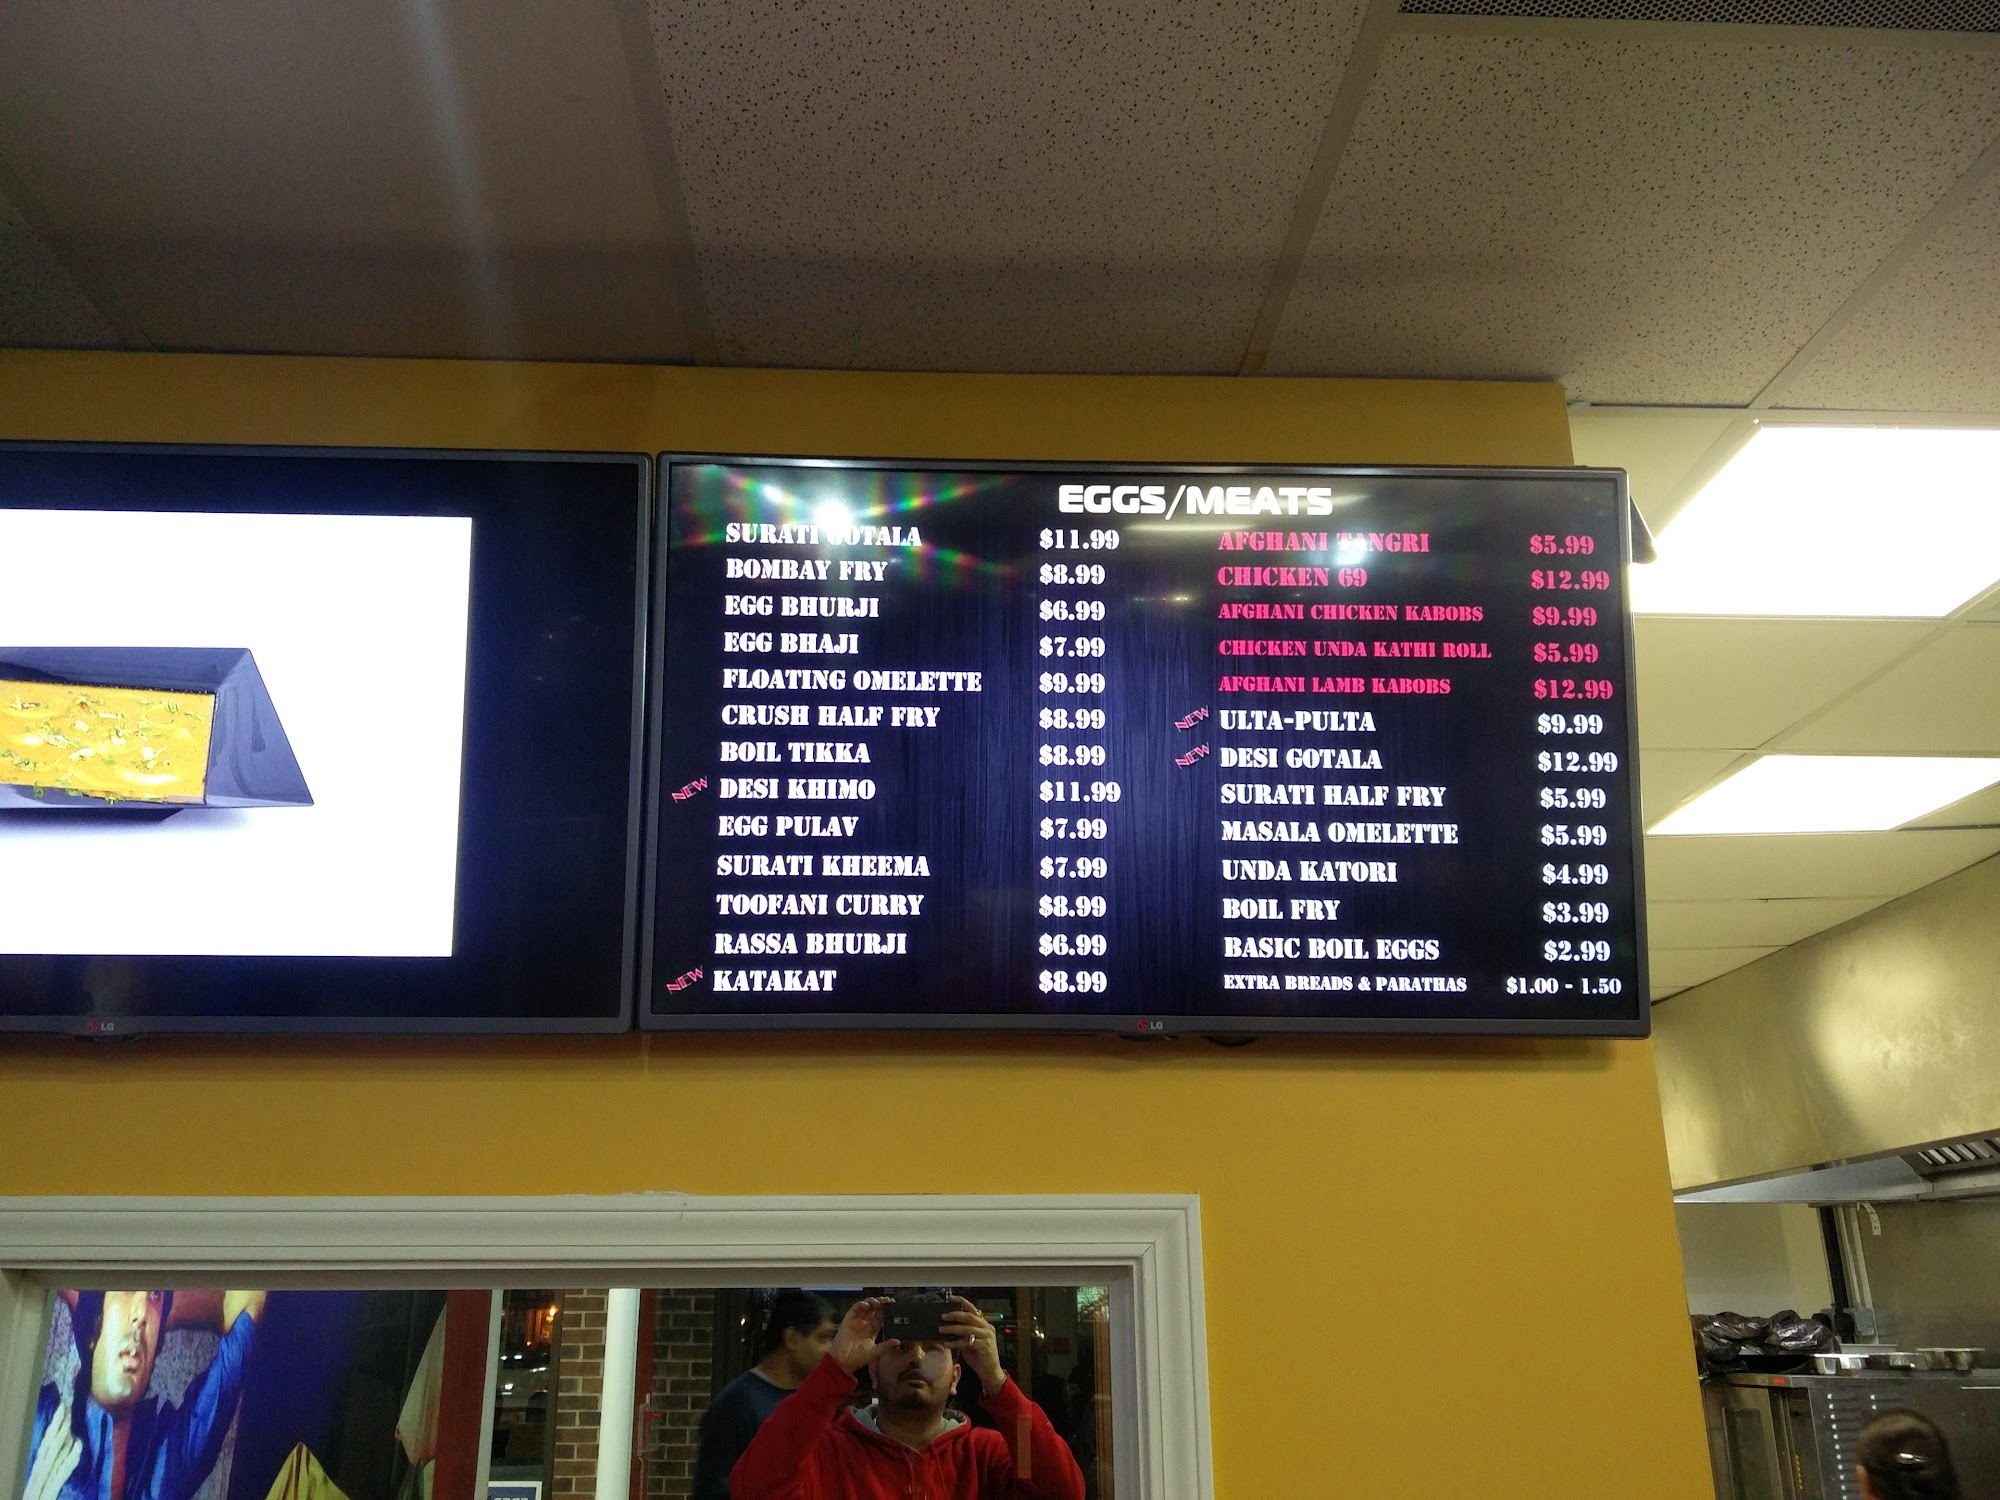 EGGS/MEATS
SURATI GOTALA $11.99
BOMBAY FRY $8.99
EGG BHURJI $6.99
EGG BHAJI $7.99
FLOATING OMELETTE $9.99
CRUSH HALF FRY $8.99
BOIL TIKKA $8.99
NEW DESI KHIMO $11.99
EGG PULAV $7.99
SURATI KHEEMA $7.99
TOOFANI CURRY $8.99
RASSA BHURJI $6.99
NEW KATAKAT $8.99
AFGHANI TANGRI $5.99
CHICKEN 69 $12.99
AFGHANI CHICKEN KABOBS $9.99
CHICKEN UNDA KATHI ROLL $5.99
AFGHANI LAMB KABOBS $12.99
NEW ULTA-PULTA $9.99
NEW DESI GOTALA $12.99
SURATI HALF FRY $5.99
MASALA OMELETTE $5.99
UNDA KATORI $4.99
BOIL FRY $3.99
BASIC BOIL EGGS $2.99
EXTRA BREADS & PARATHAS $1.00 - 1.50
LG
LG